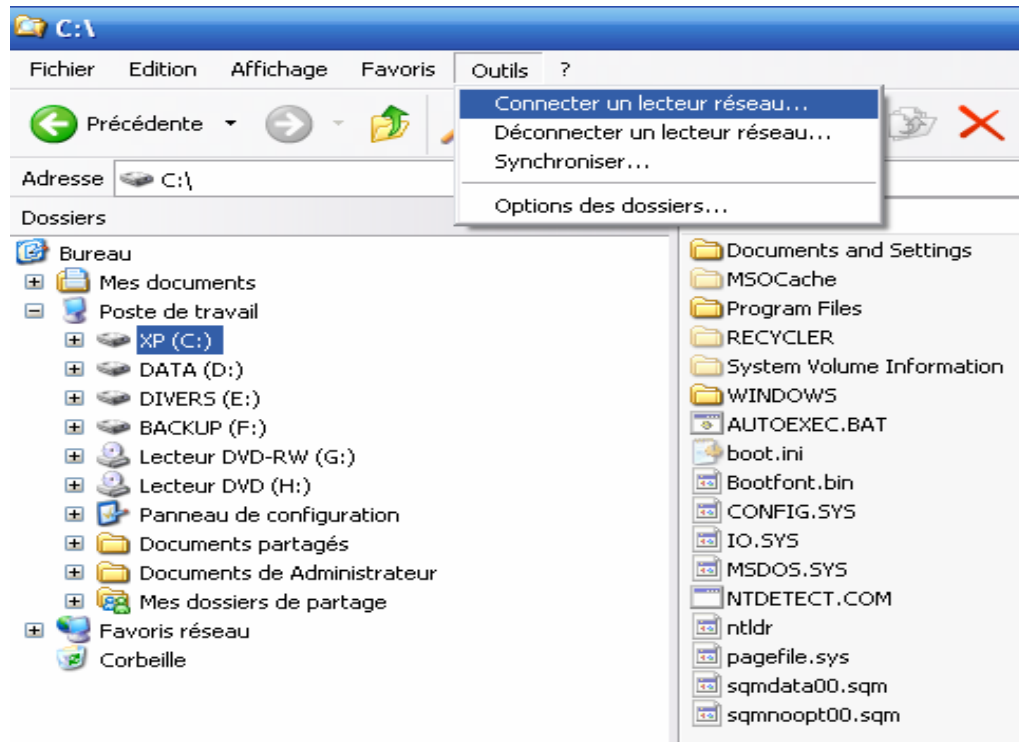 C:\
Fichier Edition Affichage Favoris Outils ?
Connecter un lecteur réseau...
Déconnecter un lecteur réseau...
Synchroniser...
Options des dossiers...
Précédente
Adresse C:\
Dossiers
Bureau
Mes documents
Poste de travail
XP (C:)
DATA (D:)
DIVERS (E:)
BACKUP (F:)
Lecteur DVD-RW (G:)
Lecteur DVD (H:)
Panneau de configuration
Documents partagés
Documents de Administrateur
Mes dossiers de partage
Favoris réseau
Corbeille
Documents and Settings
MSOCache
Program Files
RECYCLER
System Volume Information
WINDOWS
AUTOEXEC.BAT
boot.ini
Bootfont.bin
CONFIG.SYS
IO.SYS
MSDOS.SYS
NTDETECT.COM
ntldr
pagefile.sys
sqmdata00.sqm
sqmnoopt00.sqm